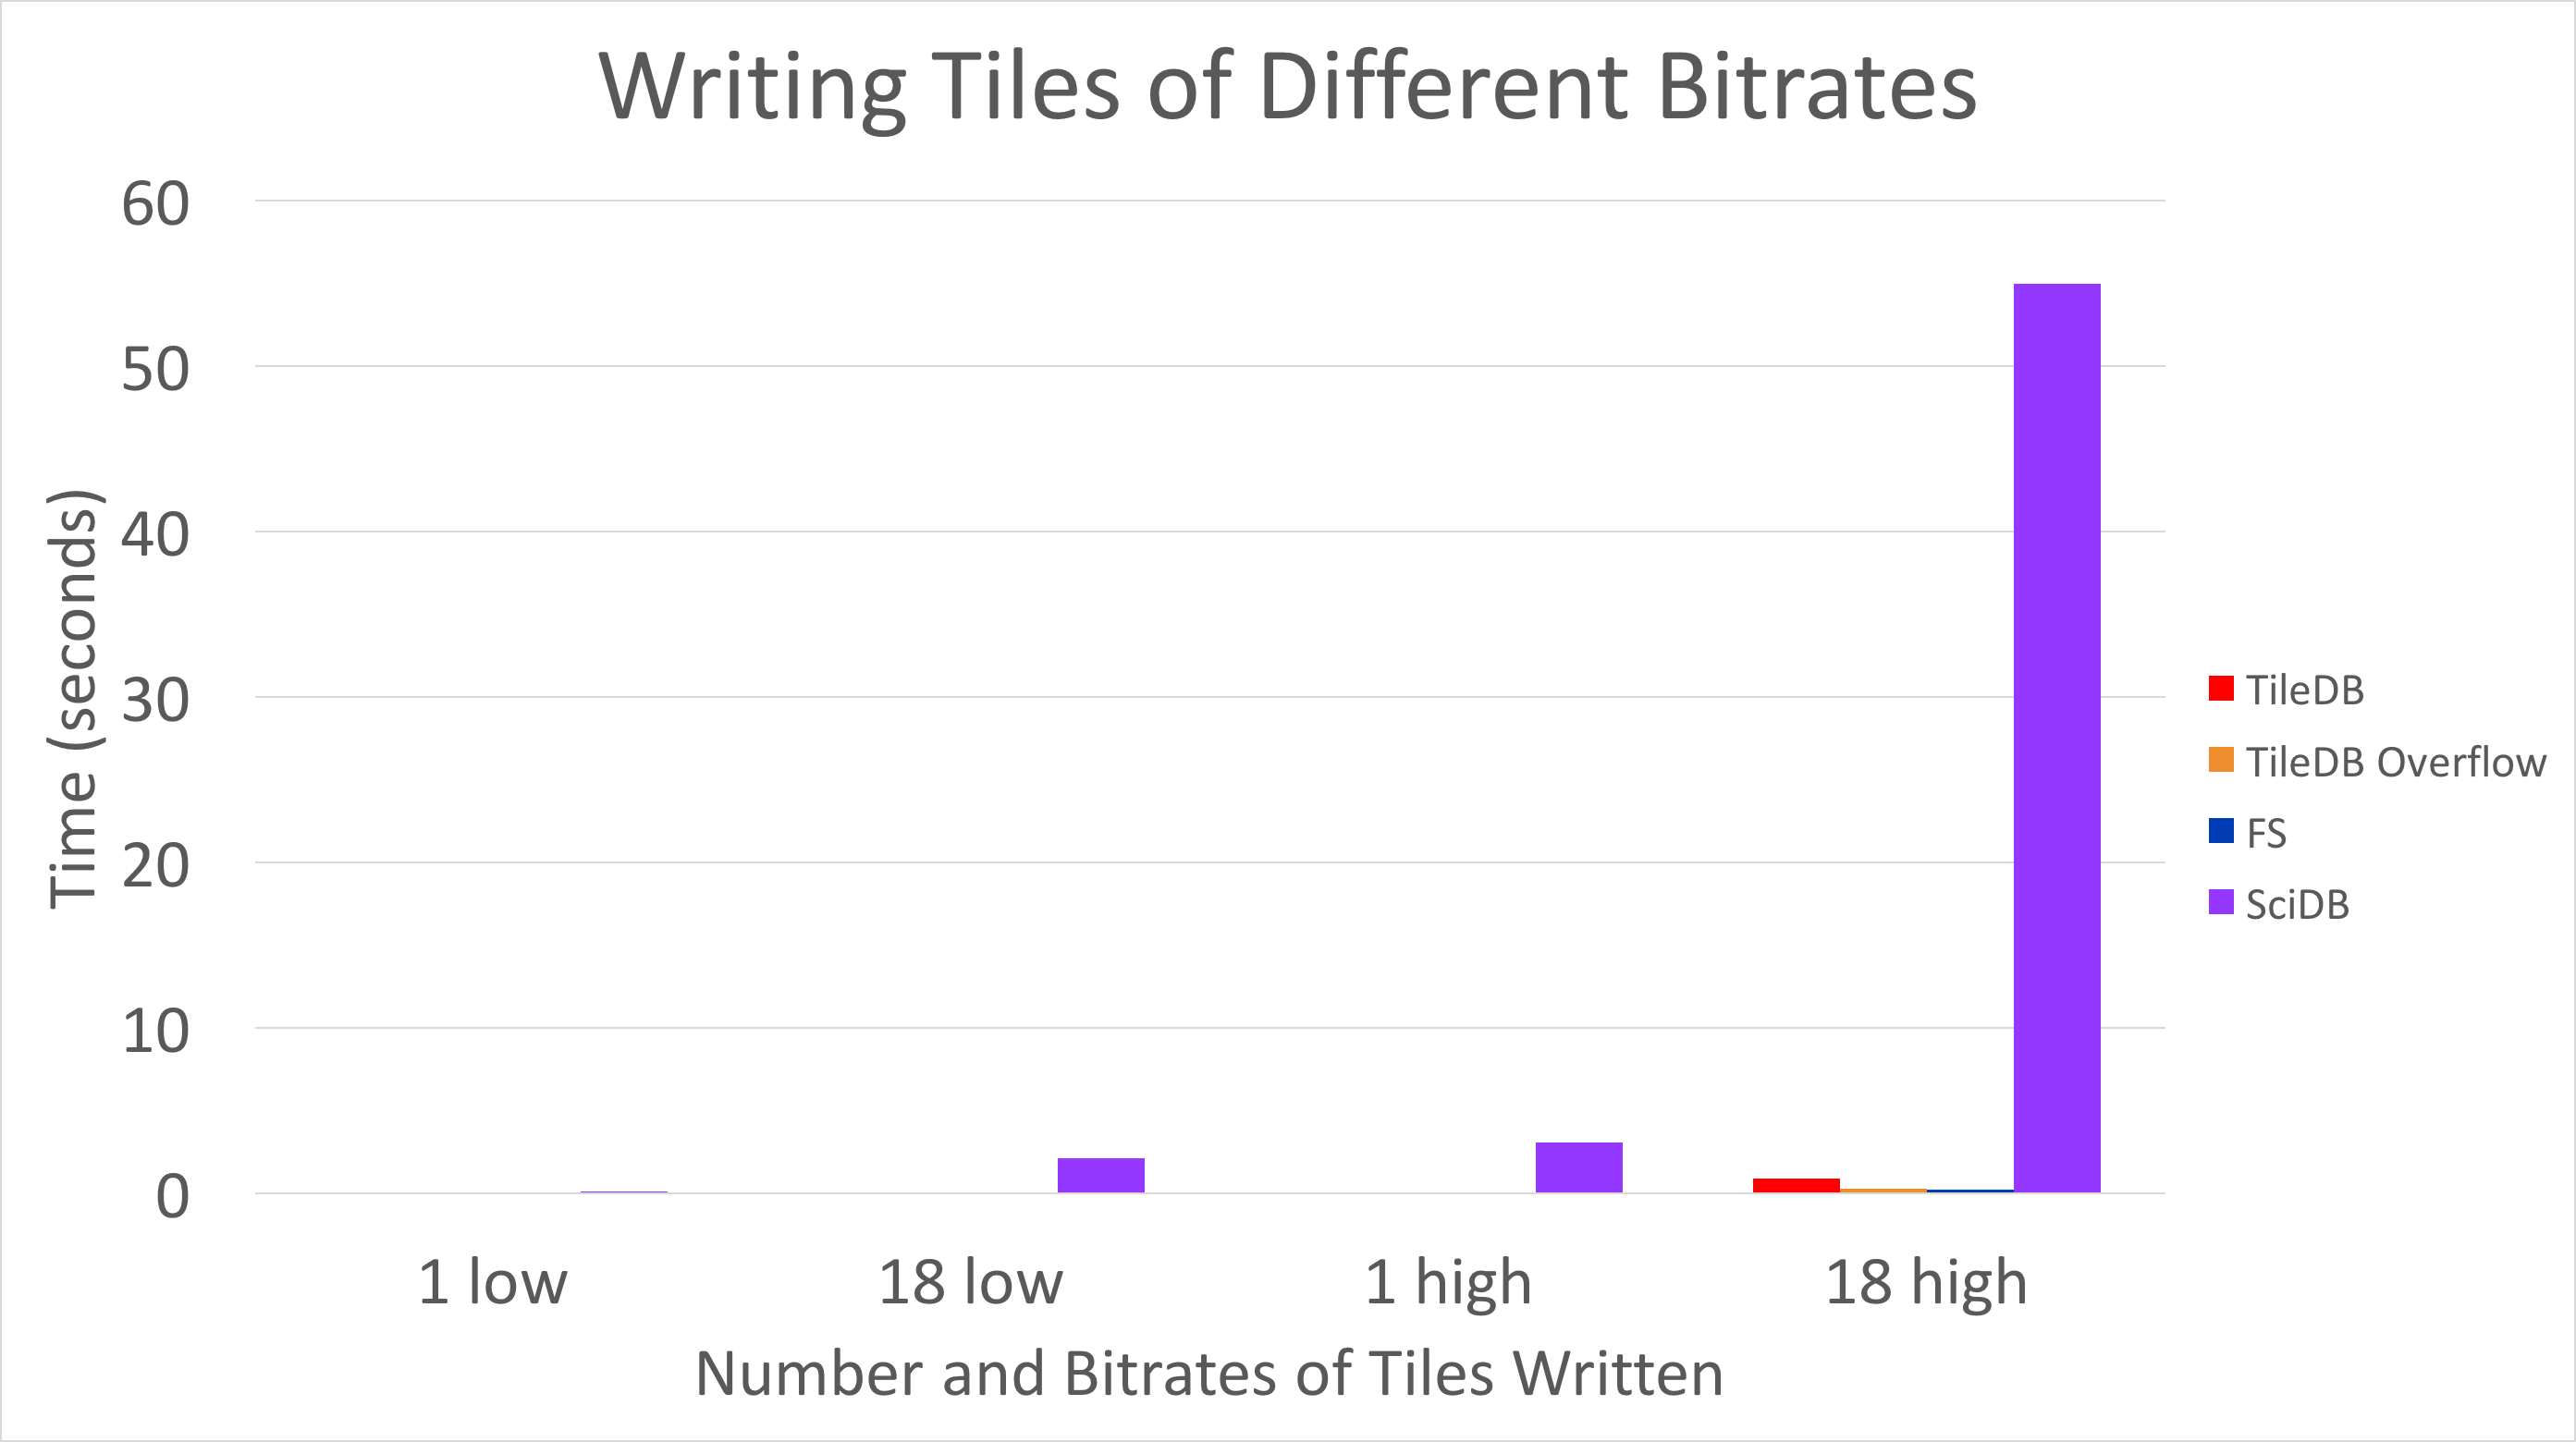 Writing Tiles of Different Bitrates
60
50
40
30
20
10
0
Time (seconds)
1 low
18 low
1 high
18 high
Number and Bitrates of Tiles Written
TileDB
TileDB Overflow
FS
SciDB